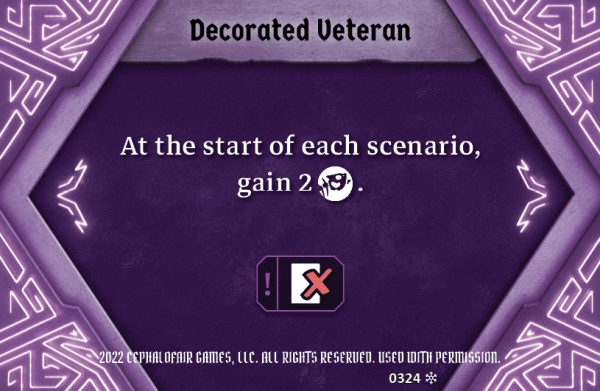 Decorated Veteran
At the start of each scenario,
gain 2 .
!
2022 CEPHALOFAIR GAMES, LLC. ALL RIGHTS RESERVED. USED WITH PERMISSION.
0324